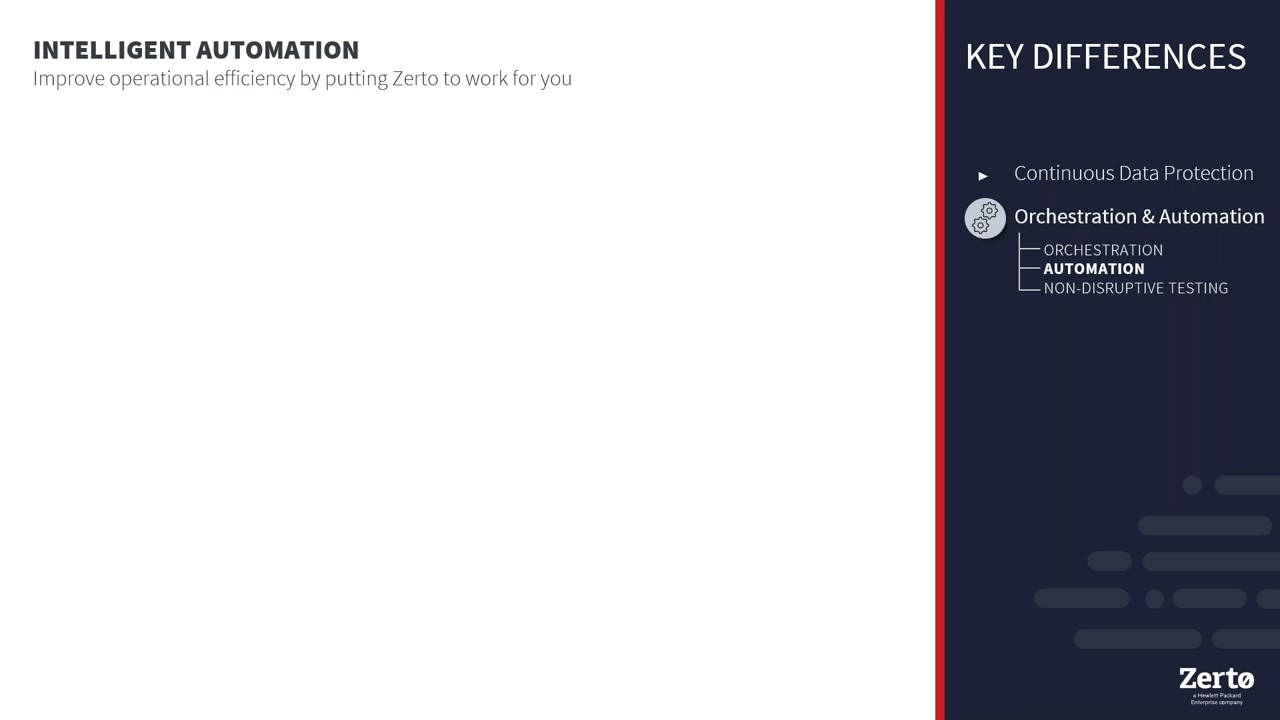 INTELLIGENT AUTOMATION
Improve operational efficiency by putting Zerto to work for you
KEY DIFFERENCES
Continuous Data Protection
Orchestration & Automation
ORCHESTRATION
AUTOMATION
NON-DISRUPTIVE TESTING
Zerto
a Hewlett Packard
Enterprise company